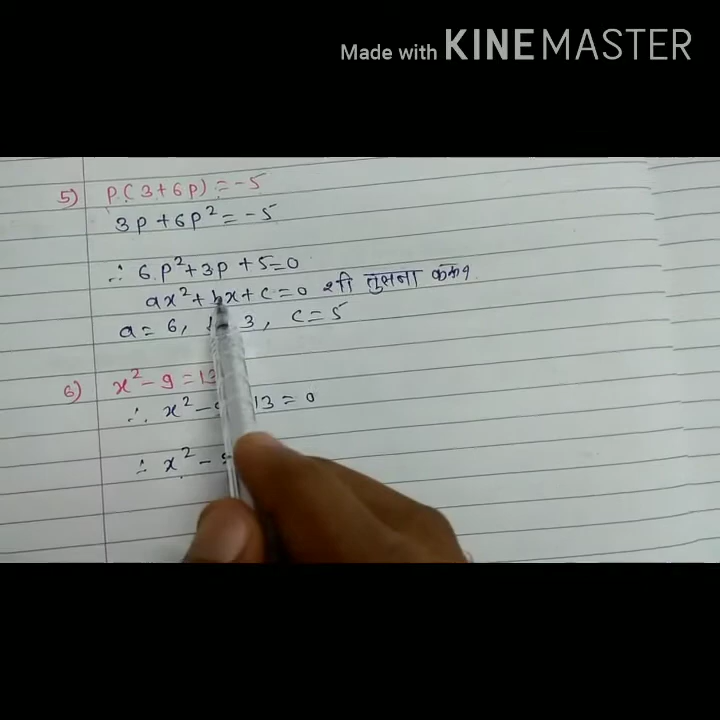 Made with KINEMASTER
5) P(3+6P) = -5
3P + 6P² = -5
∴ 6P² + 3P + 5 = 0
ax² + bx + c = 0 शी तुलना करून
a = 6, 3, c = 5
6) x² - 9 = 13
∴ x² - 13 = 0
∴ x² -